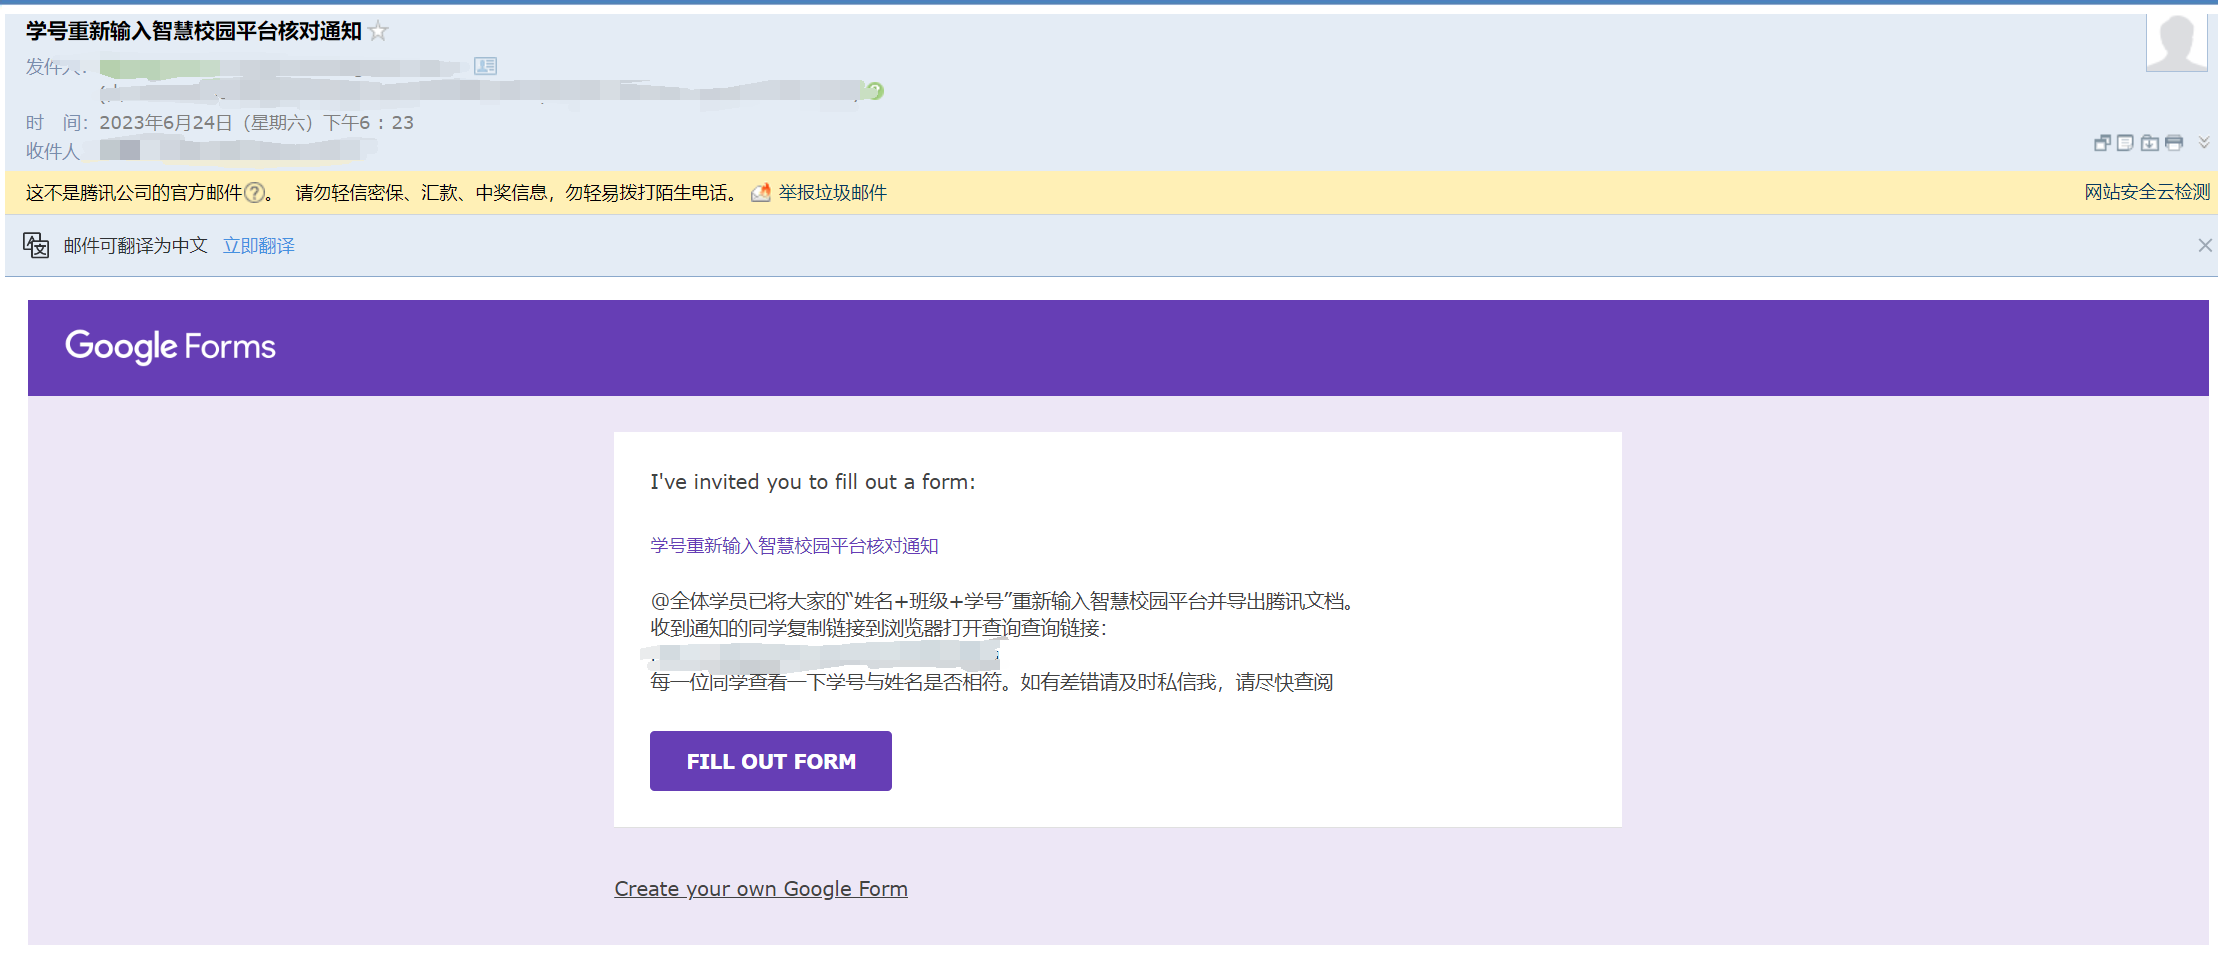 学号重新输入智慧校园平台核对通知
发件人:
时 间: 2023年6月24日 (星期六) 下午6:23
收件人
这不是腾讯公司的官方邮件?。 请勿轻信密保、汇款、中奖信息，勿轻易拨打陌生电话。 举报垃圾邮件 网站安全云检测
邮件可翻译为中文 立即翻译
Google Forms
I've invited you to fill out a form:
学号重新输入智慧校园平台核对通知
@全体学员已将大家的“姓名+班级+学号”重新输入智慧校园平台并导出腾讯文档。
收到通知的同学复制链接到浏览器打开查询查询链接:
每一位同学查看一下学号与姓名是否相符。如有差错请及时私信我，请尽快查阅
FILL OUT FORM
Create your own Google Form